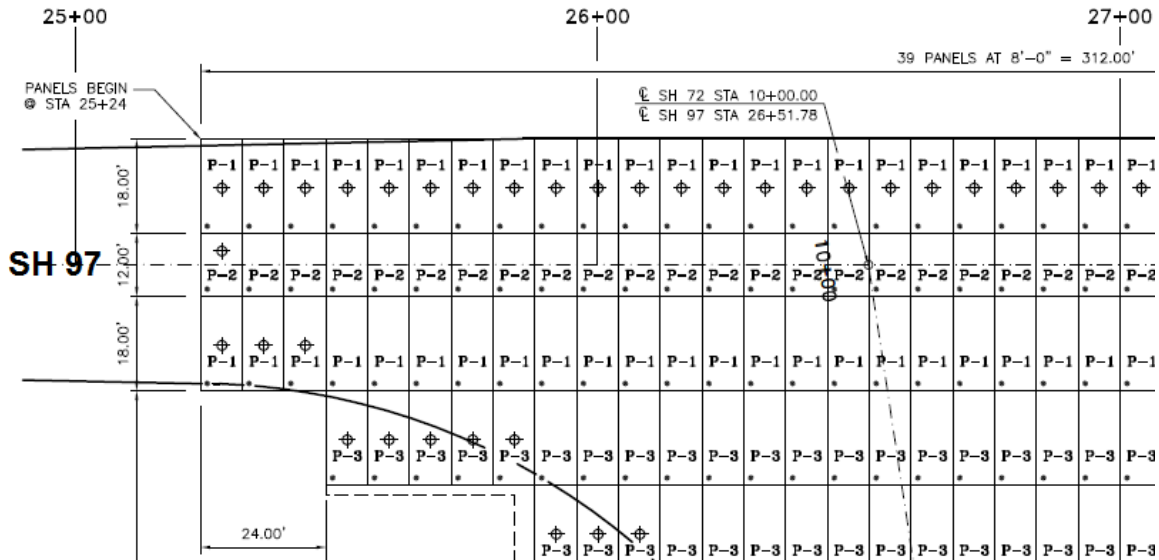 25+00 26+00 27+00
39 PANELS AT 8'-0" = 312.00'
PANELS BEGIN
@ STA 25+24
℄ SH 72 STA 10+00.00
℄ SH 97 STA 26+51.78
18.00'
P-1 P-1 P-1 P-1 P-1 P-1 P-1 P-1 P-1 P-1 P-1 P-1 P-1 P-1 P-1 P-1 P-1 P-1 P-1 P-1 P-1 P-1 P-1
SH 97
12.00'
10+00
P-2 P-2 P-2 P-2 P-2 P-2 P-2 P-2 P-2 P-2 P-2 P-2 P-2 P-2 P-2 P-2 P-2 P-2 P-2 P-2 P-2 P-2 P-2
18.00'
P-1 P-1 P-1 P-1 P-1 P-1 P-1 P-1 P-1 P-1 P-1 P-1 P-1 P-1 P-1 P-1 P-1 P-1 P-1 P-1 P-1 P-1 P-1
P-3 P-3 P-3 P-3 P-3 P-3 P-3 P-3 P-3 P-3 P-3 P-3 P-3 P-3 P-3 P-3 P-3 P-3 P-3 P-3
24.00'
P-3 P-3 P-3 P-3 P-3 P-3 P-3 P-3 P-3 P-3 P-3 P-3 P-3 P-3 P-3